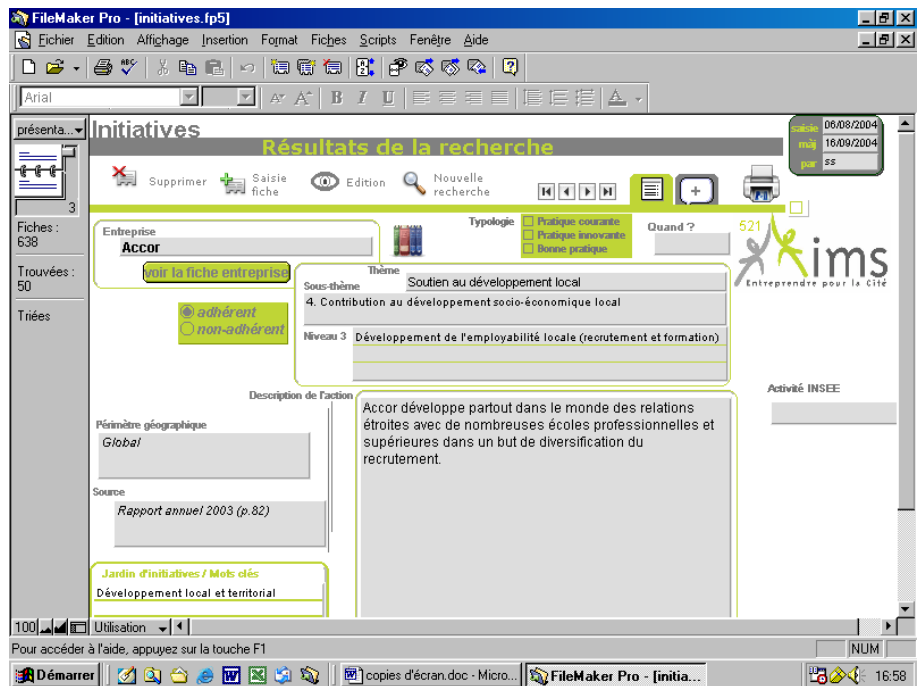 FileMaker Pro - [initiatives.fp5]
Fichier Edition Affichage Insertion Format Fiches Scripts Fenêtre Aide
Arial
B I U
présenta...
3
Fiches :
638
Trouvées :
50
Triées
Initiatives
Résultats de la recherche
saisie 06/08/2004
màj 16/09/2004
par ss
Supprimer
Saisie fiche
Edition
Nouvelle recherche
Entreprise
Accor
voir la fiche entreprise
adhérent
non-adhérent
Typologie
Pratique courante
Pratique innovante
Bonne pratique
Quand ?
521
ims
Entreprendre pour la Cité
Thème
Soutien au développement local
Sous-thème
4. Contribution au développement socio-économique local
Niveau 3
Développement de l'employabilité locale (recrutement et formation)
Description de l'action
Accor développe partout dans le monde des relations
étroites avec de nombreuses écoles professionnelles et
supérieures dans un but de diversification du
recrutement.
Activité INSEE
Périmètre géographique
Global
Source
Rapport annuel 2003 (p.82)
Jardin d'initiatives / Mots clés
Développement local et territorial
100
Utilisation
Pour accéder à l'aide, appuyez sur la touche F1
NUM
Démarrer
copies d'écran.doc - Micro...
FileMaker Pro - [initia...
16:58